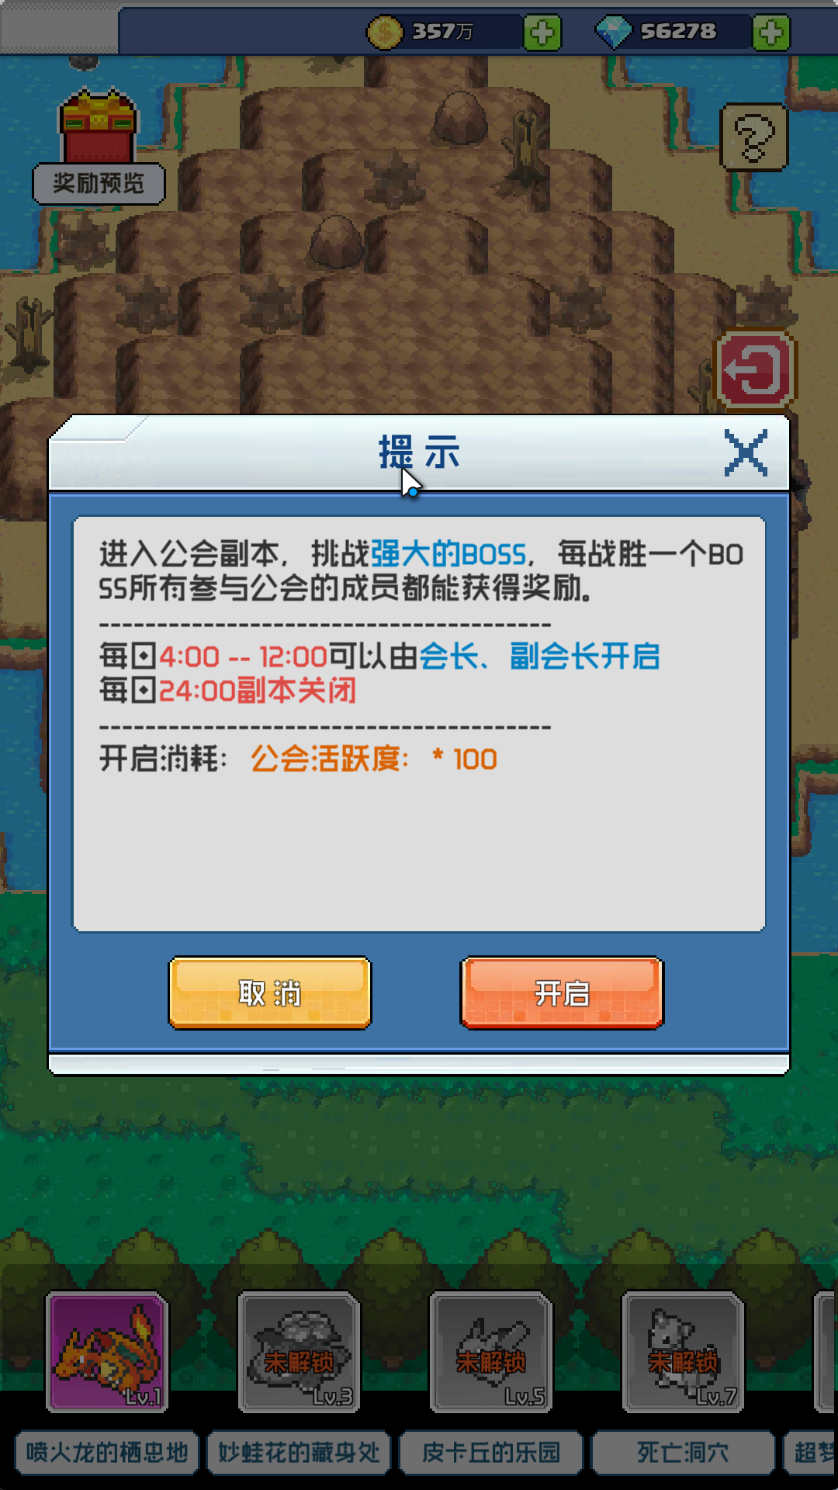 357万
56278
奖励预览
提示
进入公会副本，挑战强大的BOSS，每战胜一个BO
SS所有参与公会的成员都能获得奖励。
---------------------------------------
每日4:00 -- 12:00可以由会长、副会长开启
每日24:00副本关闭
---------------------------------------
开启消耗： 公会活跃度： * 100
取消
开启
未解锁
未解锁
未解锁
Lv.1
Lv.3
Lv.5
Lv.7
喷火龙的栖息地
妙蛙花的藏身处
皮卡丘的乐园
死亡洞穴
超梦